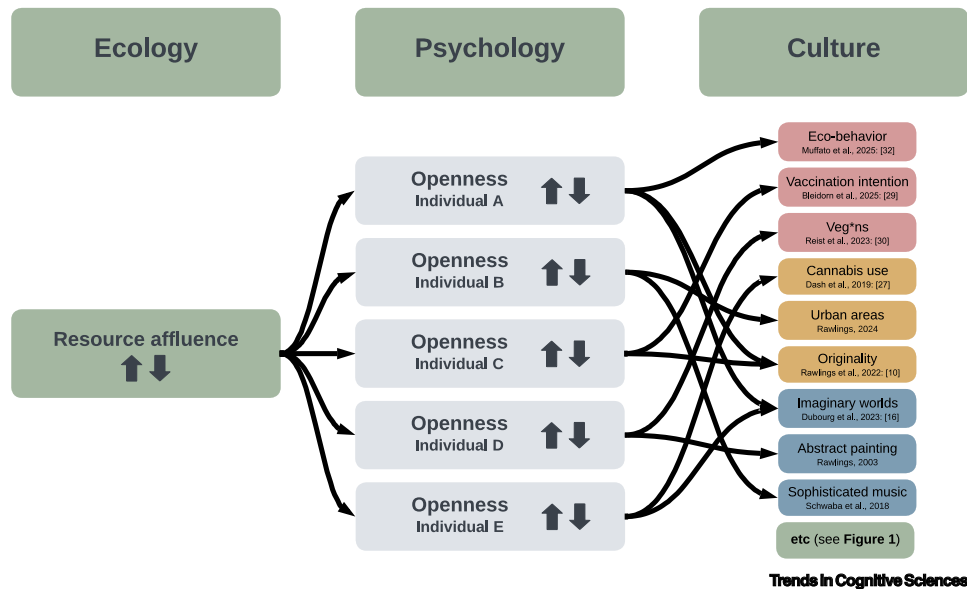 Ecology
Psychology
Culture
Resource affluence
Openness
Individual A
Openness
Individual B
Openness
Individual C
Openness
Individual D
Openness
Individual E
Eco-behavior
Muffato et al., 2025: [32]
Vaccination intention
Bleidorn et al., 2025: [29]
Veg*ns
Reist et al., 2023: [30]
Cannabis use
Dash et al., 2019: [27]
Urban areas
Rawlings, 2024
Originality
Rawlings et al., 2022: [10]
Imaginary worlds
Dubourg et al., 2023: [16]
Abstract painting
Rawlings, 2003
Sophisticated music
Schwaba et al., 2018
etc (see Figure 1)
Trends in Cognitive Sciences